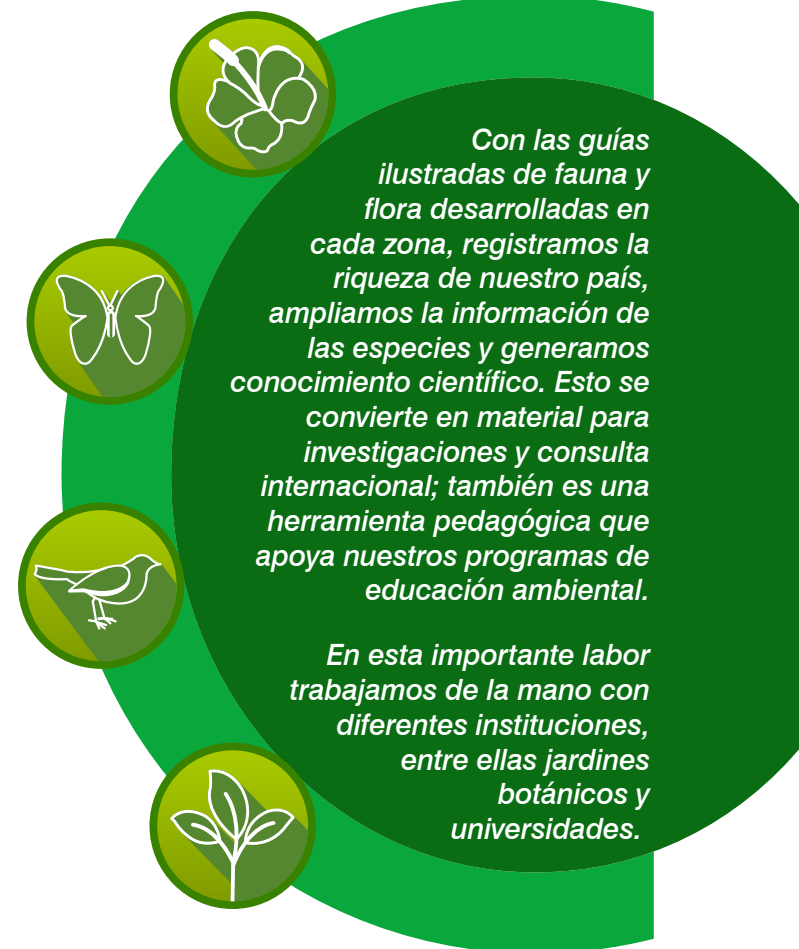 Con las guías
ilustradas de fauna y
flora desarrolladas en
cada zona, registramos la
riqueza de nuestro país,
ampliamos la información de
las especies y generamos
conocimiento científico. Esto se
convierte en material para
investigaciones y consulta
internacional; también es una
herramienta pedagógica que
apoya nuestros programas de
educación ambiental.
En esta importante labor
trabajamos de la mano con
diferentes instituciones,
entre ellas jardines
botánicos y
universidades.